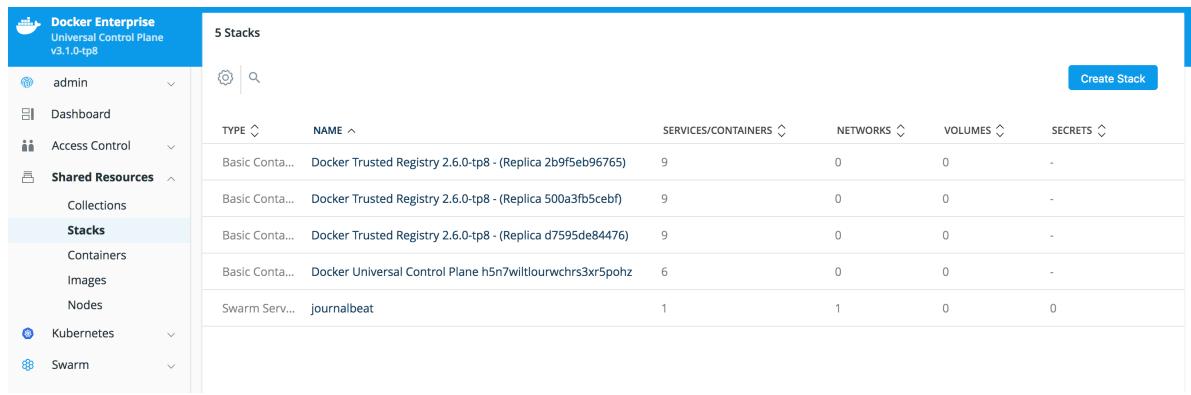 Docker Enterprise
Universal Control Plane
v3.1.0-tp8
admin
Dashboard
Access Control
Shared Resources
Collections
Stacks
Containers
Images
Nodes
Kubernetes
Swarm
5 Stacks
Create Stack
TYPE NAME SERVICES/CONTAINERS NETWORKS VOLUMES SECRETS
Basic Conta... Docker Trusted Registry 2.6.0-tp8 - (Replica 2b9f5eb96765) 9 0 0 -
Basic Conta... Docker Trusted Registry 2.6.0-tp8 - (Replica 500a3fb5cebf) 9 0 0 -
Basic Conta... Docker Trusted Registry 2.6.0-tp8 - (Replica d7595de84476) 9 0 0 -
Basic Conta... Docker Universal Control Plane h5n7wiltlourwchrs3xr5pohz 6 0 0 -
Swarm Serv... journalbeat 1 1 0 0